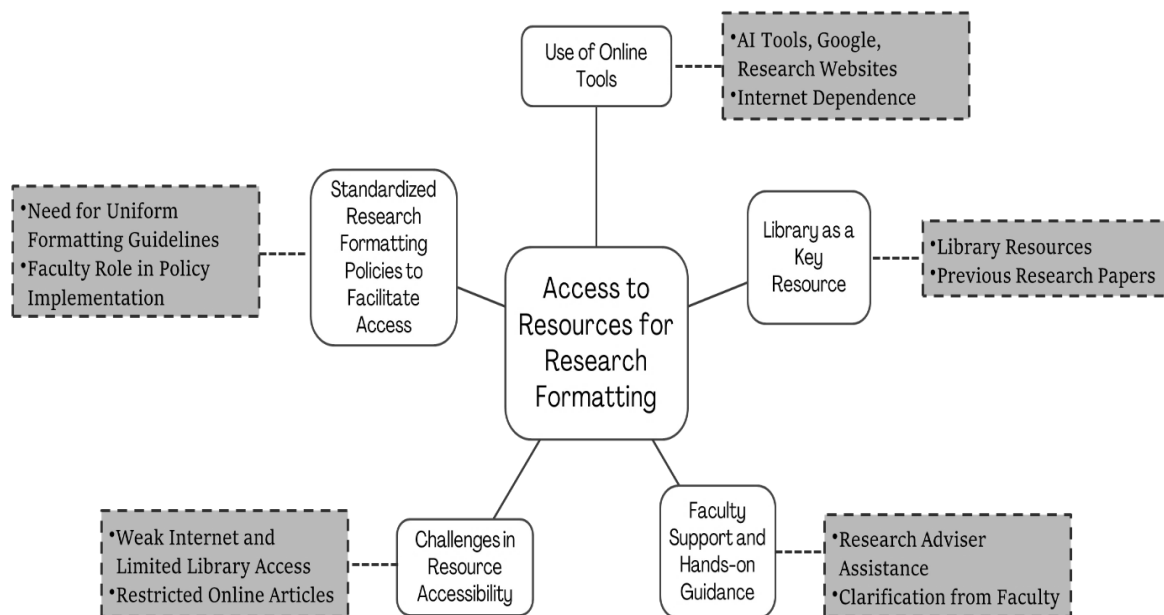 Use of Online
Tools
•AI Tools, Google,
Research Websites
•Internet Dependence
Standardized
Research
Formatting
Policies to
Facilitate
Access
•Need for Uniform
Formatting Guidelines
•Faculty Role in Policy
Implementation
Library as a
Key
Resource
•Library Resources
•Previous Research Papers
Access to
Resources for
Research
Formatting
Challenges in
Resource
Accessibility
•Weak Internet and
Limited Library Access
•Restricted Online Articles
Faculty
Support and
Hands-on
Guidance
•Research Adviser
Assistance
•Clarification from Faculty